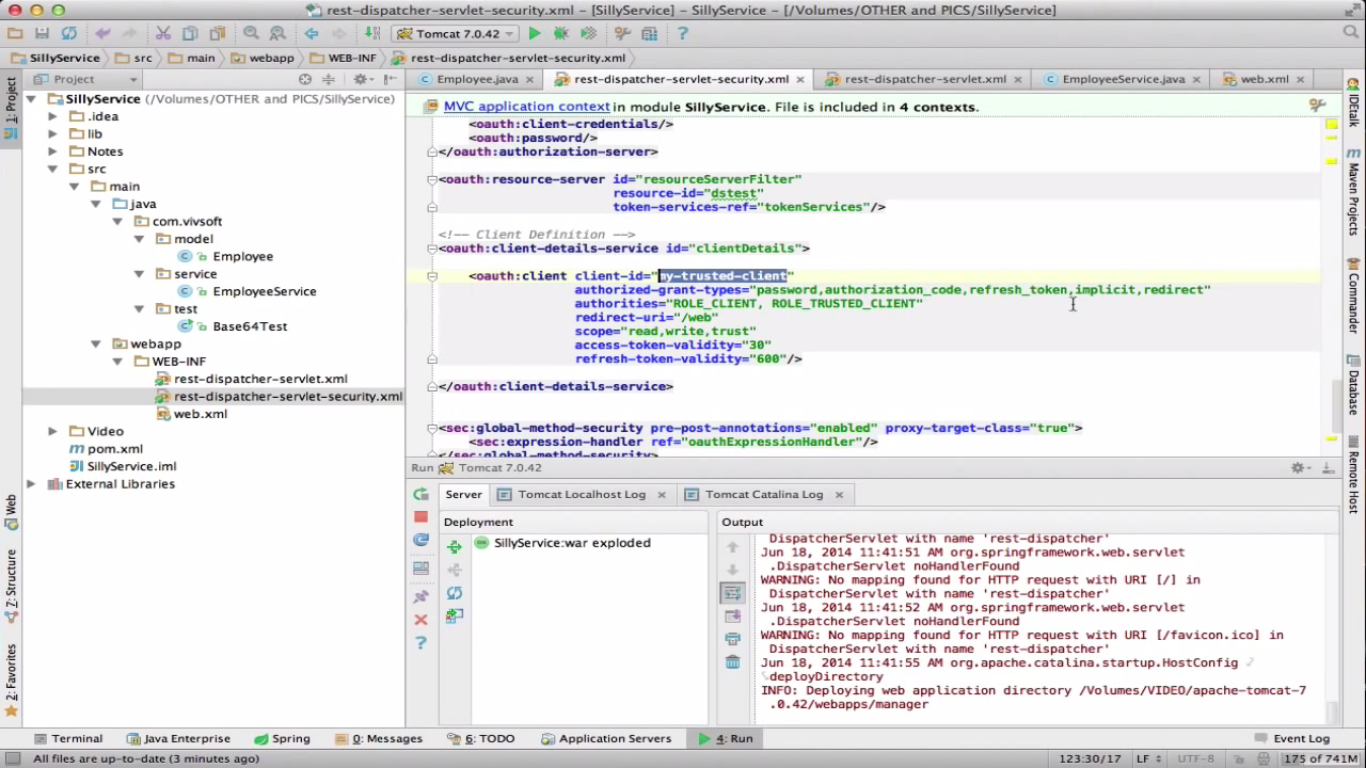 rest-dispatcher-servlet-security.xml - [SillyService] - SillyService - [/Volumes/OTHER and PICS/SillyService]
Tomcat 7.0.42
SillyService src main webapp WEB-INF rest-dispatcher-servlet-security.xml
1: Project
Project
SillyService (/Volumes/OTHER and PICS/SillyService)
.idea
lib
Notes
src
main
java
com.vivsoft
model
Employee
service
EmployeeService
test
Base64Test
webapp
WEB-INF
rest-dispatcher-servlet.xml
rest-dispatcher-servlet-security.xml
web.xml
Video
pom.xml
SillyService.iml
External Libraries
Web
Z: Structure
2: Favorites
Employee.java rest-dispatcher-servlet-security.xml rest-dispatcher-servlet.xml EmployeeService.java web.xml
MVC application context in module SillyService. File is included in 4 contexts.
<oauth:client-credentials/>
<oauth:password/>
</oauth:authorization-server>
<oauth:resource-server id="resourceServerFilter"
resource-id="dstest"
token-services-ref="tokenServices"/>
<!-- Client Definition -->
<oauth:client-details-service id="clientDetails">
<oauth:client client-id="my-trusted-client"
authorized-grant-types="password,authorization_code,refresh_token,implicit,redirect"
authorities="ROLE_CLIENT, ROLE_TRUSTED_CLIENT"
redirect-uri="/web"
scope="read,write,trust"
access-token-validity="30"
refresh-token-validity="600"/>
</oauth:client-details-service>
<sec:global-method-security pre-post-annotations="enabled" proxy-target-class="true">
<sec:expression-handler ref="oauthExpressionHandler"/>
</sec:global-method-security>
IDEtalk
Maven Projects
Commander
Database
Remote Host
Run Tomcat 7.0.42
Server Tomcat Localhost Log Tomcat Catalina Log
Deployment
SillyService:war exploded
Output
DispatcherServlet with name 'rest-dispatcher'
Jun 18, 2014 11:41:51 AM org.springframework.web.servlet
.DispatcherServlet noHandlerFound
WARNING: No mapping found for HTTP request with URI [/] in
DispatcherServlet with name 'rest-dispatcher'
Jun 18, 2014 11:41:52 AM org.springframework.web.servlet
.DispatcherServlet noHandlerFound
WARNING: No mapping found for HTTP request with URI [/favicon.ico] in
DispatcherServlet with name 'rest-dispatcher'
Jun 18, 2014 11:41:55 AM org.apache.catalina.startup.HostConfig
deployDirectory
INFO: Deploying web application directory /Volumes/VIDEO/apache-tomcat-7
.0.42/webapps/manager
Terminal Java Enterprise Spring 0: Messages 6: TODO Application Servers 4: Run Event Log
All files are up-to-date (3 minutes ago) 123:30/17 LF UTF-8 175 of 741M